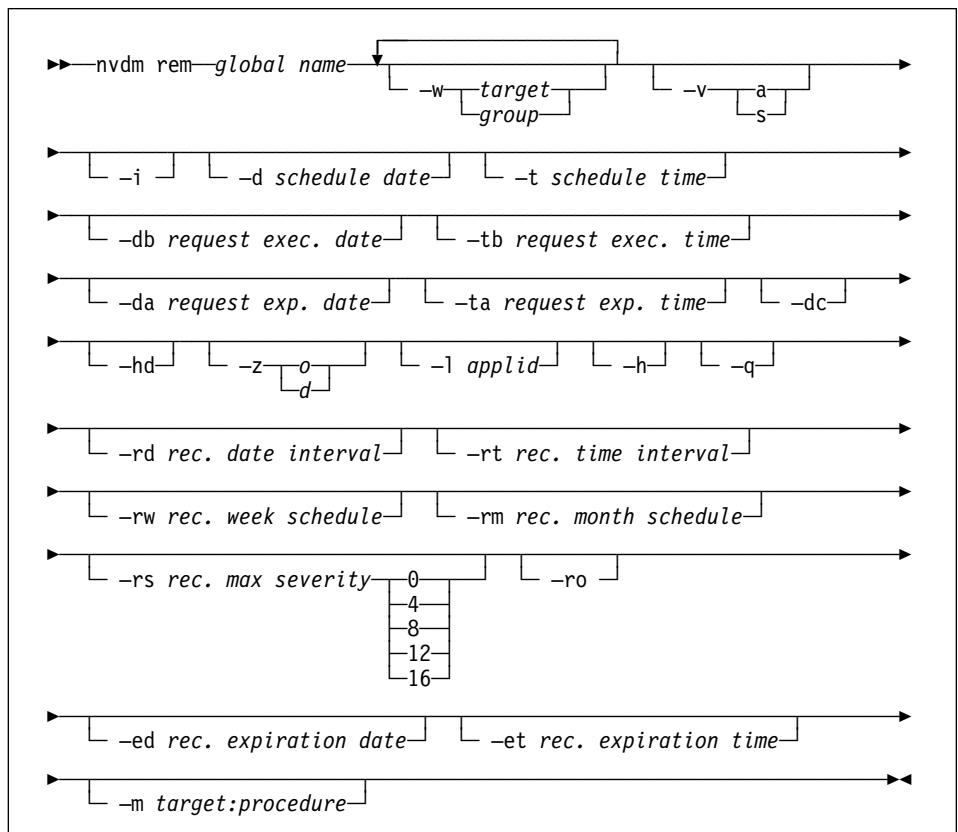 nvdm rem global name
–w target –v a
group s
–i –d schedule date –t schedule time
–db request exec. date –tb request exec. time
–da request exp. date –ta request exp. time –dc
–hd –z o –l applid –h –q
d
–rd rec. date interval –rt rec. time interval
–rw rec. week schedule –rm rec. month schedule
–rs rec. max severity 0 –ro
4
8
12
16
–ed rec. expiration date –et rec. expiration time
–m target:procedure